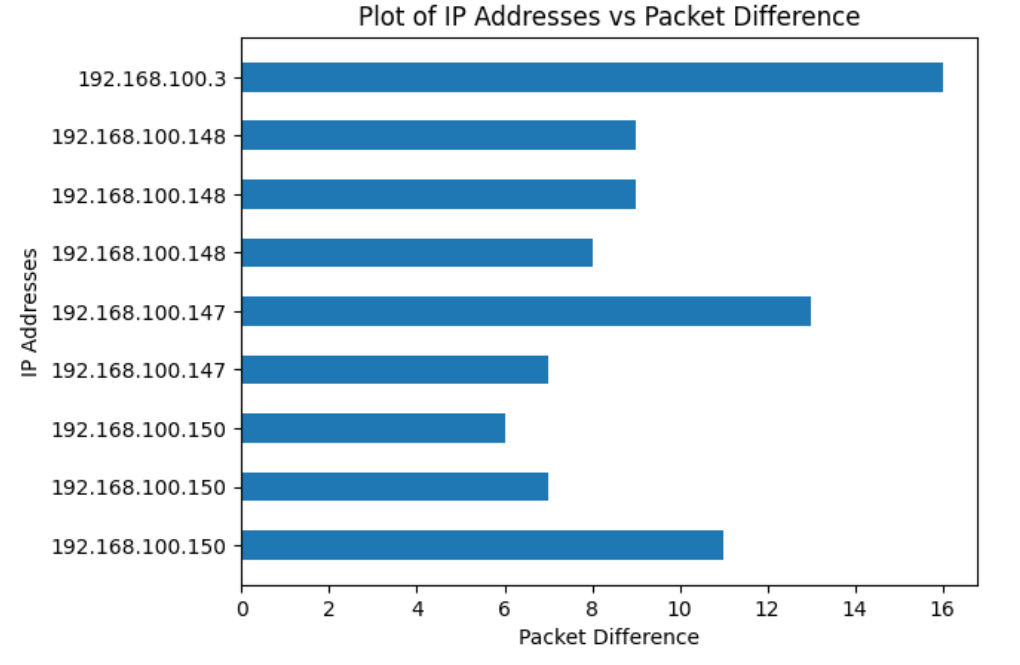 Plot of IP Addresses vs Packet Difference
192.168.100.3
192.168.100.148
192.168.100.148
192.168.100.148
192.168.100.147
192.168.100.147
192.168.100.150
192.168.100.150
192.168.100.150
IP Addresses
0 2 4 6 8 10 12 14 16
Packet Difference